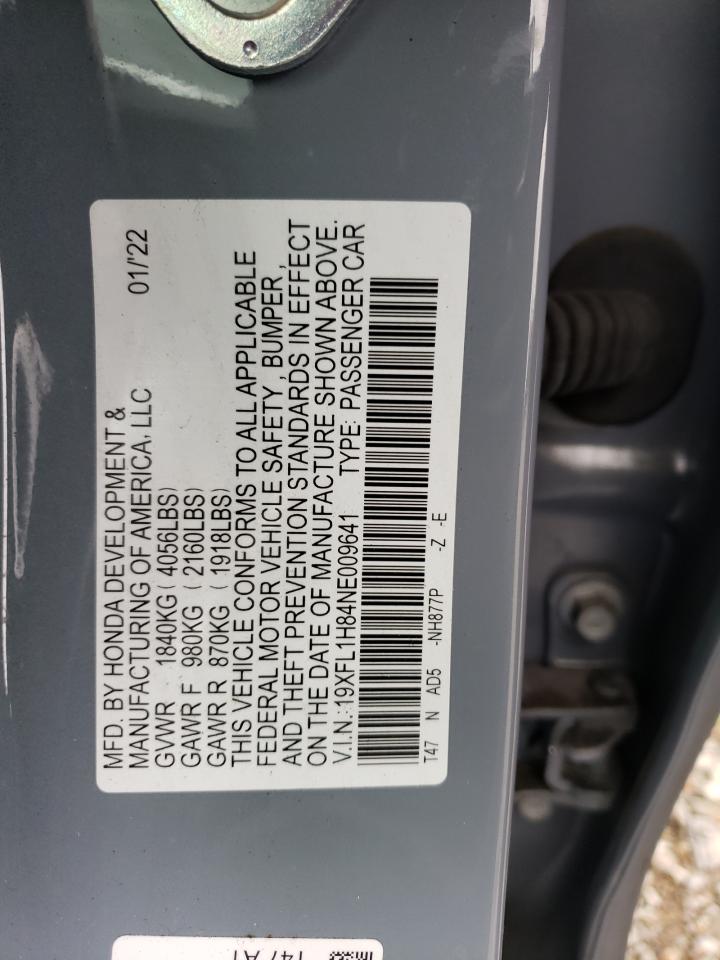 MFD. BY HONDA DEVELOPMENT & 01/'22
MANUFACTURING OF AMERICA, LLC
GVWR 1840KG ( 4056LBS)
GAWR F 980KG ( 2160LBS)
GAWR R 870KG ( 1918LBS)
THIS VEHICLE CONFORMS TO ALL APPLICABLE
FEDERAL MOTOR VEHICLE SAFETY , BUMPER ,
AND THEFT PREVENTION STANDARDS IN EFFECT
ON THE DATE OF MANUFACTURE SHOWN ABOVE.
V.I.N.: 19XFL1H84NE009641 TYPE: PASSENGER CAR
T47 N AD5 -NH877P -Z -E